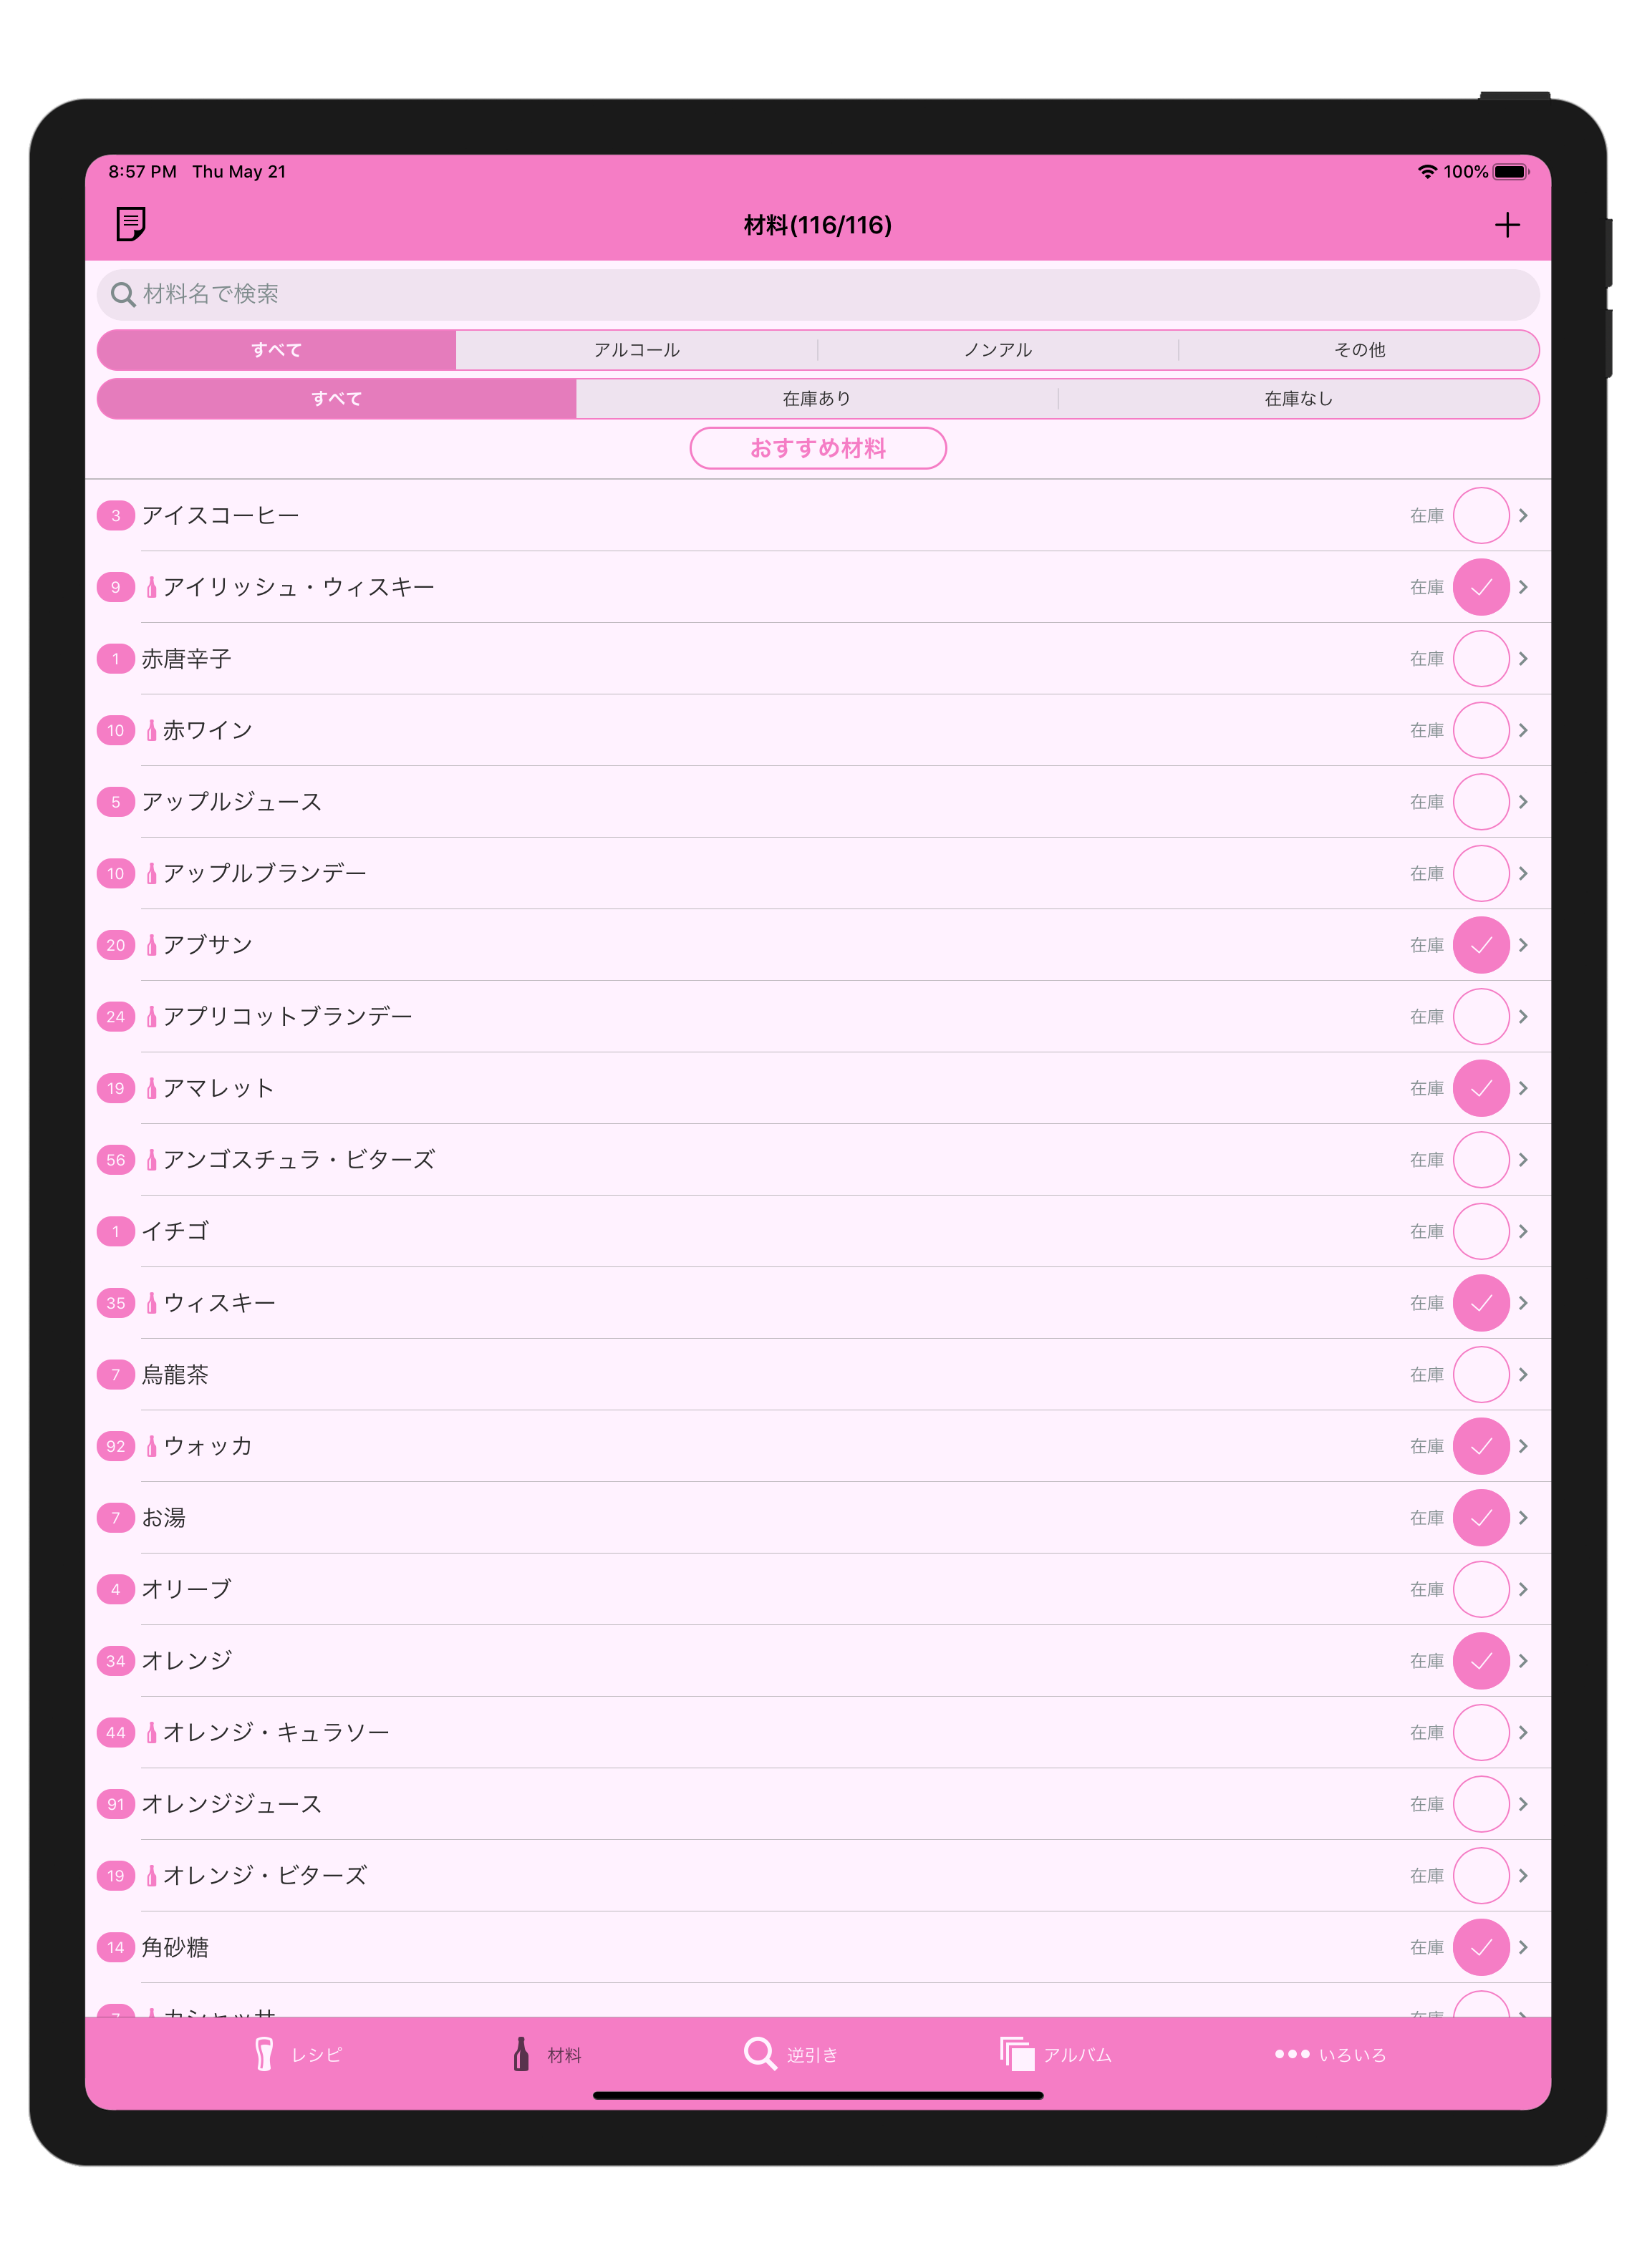 8:57 PM Thu May 21 100%
材料(116/116)
材料名で検索
すべて アルコール ノンアル その他
すべて 在庫あり 在庫なし
おすすめ材料
3 アイスコーヒー 在庫
9 アイリッシュ・ウィスキー 在庫
1 赤唐辛子 在庫
10 赤ワイン 在庫
5 アップルジュース 在庫
10 アップルブランデー 在庫
20 アブサン 在庫
24 アプリコットブランデー 在庫
19 アマレット 在庫
56 アンゴスチュラ・ビターズ 在庫
1 イチゴ 在庫
35 ウィスキー 在庫
7 烏龍茶 在庫
92 ウォッカ 在庫
7 お湯 在庫
4 オリーブ 在庫
34 オレンジ 在庫
44 オレンジ・キュラソー 在庫
91 オレンジジュース 在庫
19 オレンジ・ビターズ 在庫
14 角砂糖 在庫
7 カシャッサ 在庫
レシピ 材料 逆引き アルバム いろいろ